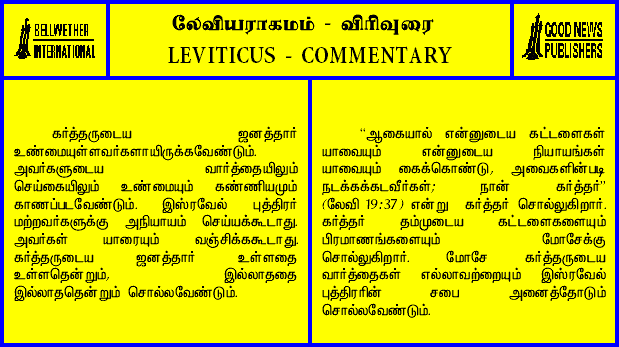 BELLWETHER
INTERNATIONAL
லேவியராகமம் - விரிவுரை
LEVITICUS - COMMENTARY
GOOD NEWS
PUBLISHERS
கர்த்தருடைய ஜனத்தார்
உண்மையுள்ளவர்களாயிருக்கவேண்டும்.
அவர்களுடைய வார்த்தையிலும்
செய்கையிலும் உண்மையும் கண்ணியமும்
காணப்படவேண்டும். இஸ்ரவேல் புத்திரர்
மற்றவர்களுக்கு அநியாயம் செய்யக்கூடாது.
அவர்கள் யாரையும் வஞ்சிக்ககூடாது.
கர்த்தருடைய ஜனத்தார் உள்ளதை
உள்ளதென்றும், இல்லாததை
இல்லாததென்றும் சொல்லவேண்டும்.
“ஆகையால் என்னுடைய கட்டளைகள்
யாவையும் என்னுடைய நியாயங்கள்
யாவையும் கைக்கொண்டு, அவைகளின்படி
நடக்கக்கடவீர்கள்; நான் கர்த்தர்”
(லேவி 19:37) என்று கர்த்தர் சொல்லுகிறார்.
கர்த்தர் தம்முடைய கட்டளைகளையும்
பிரமாணங்களையும் மோசேக்கு
சொல்லுகிறார். மோசே கர்த்தருடைய
வார்த்தைகள் எல்லாவற்றையும் இஸ்ரவேல்
புத்திரரின் சபை அனைத்தோடும்
சொல்லவேண்டும்.